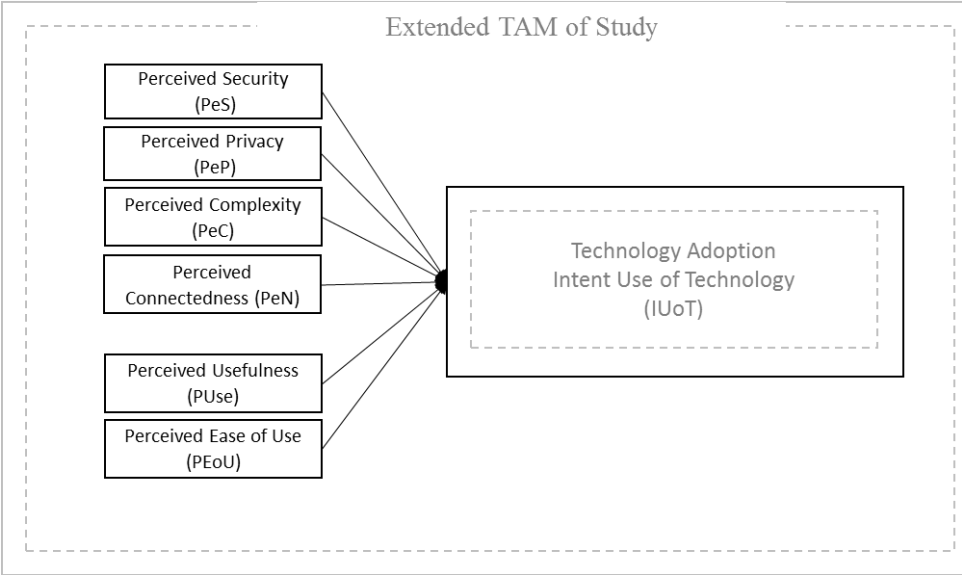 Extended TAM of Study
Perceived Security
(PeS)
Perceived Privacy
(PeP)
Perceived Complexity
(PeC)
Perceived
Connectedness (PeN)
Perceived Usefulness
(PUse)
Perceived Ease of Use
(PEoU)
Technology Adoption
Intent Use of Technology
(IUoT)